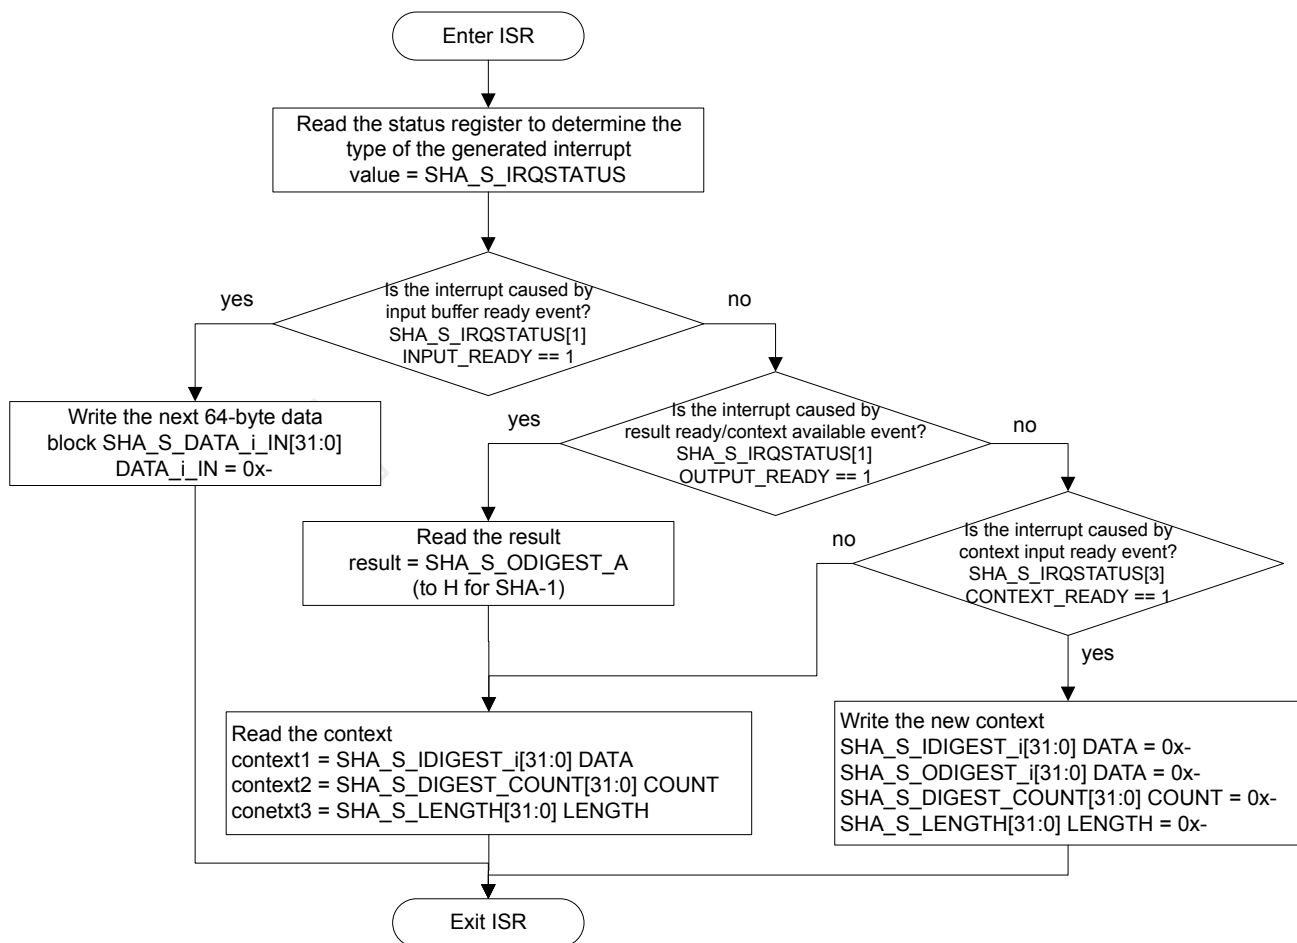 Enter ISR
Read the status register to determine the
type of the generated interrupt
value = SHA_S_IRQSTATUS
Is the interrupt caused by
input buffer ready event?
SHA_S_IRQSTATUS[1]
INPUT_READY == 1
yes
no
Write the next 64-byte data
block SHA_S_DATA_i_IN[31:0]
DATA_i_IN = 0x-
Is the interrupt caused by
result ready/context available event?
SHA_S_IRQSTATUS[1]
OUTPUT_READY == 1
yes
no
Read the result
result = SHA_S_ODIGEST_A
(to H for SHA-1)
Is the interrupt caused by
context input ready event?
SHA_S_IRQSTATUS[3]
CONTEXT_READY == 1
no
yes
Read the context
context1 = SHA_S_IDIGEST_i[31:0] DATA
context2 = SHA_S_DIGEST_COUNT[31:0] COUNT
conetxt3 = SHA_S_LENGTH[31:0] LENGTH
Write the new context
SHA_S_IDIGEST_i[31:0] DATA = 0x-
SHA_S_ODIGEST_i[31:0] DATA = 0x-
SHA_S_DIGEST_COUNT[31:0] COUNT = 0x-
SHA_S_LENGTH[31:0] LENGTH = 0x-
Exit ISR